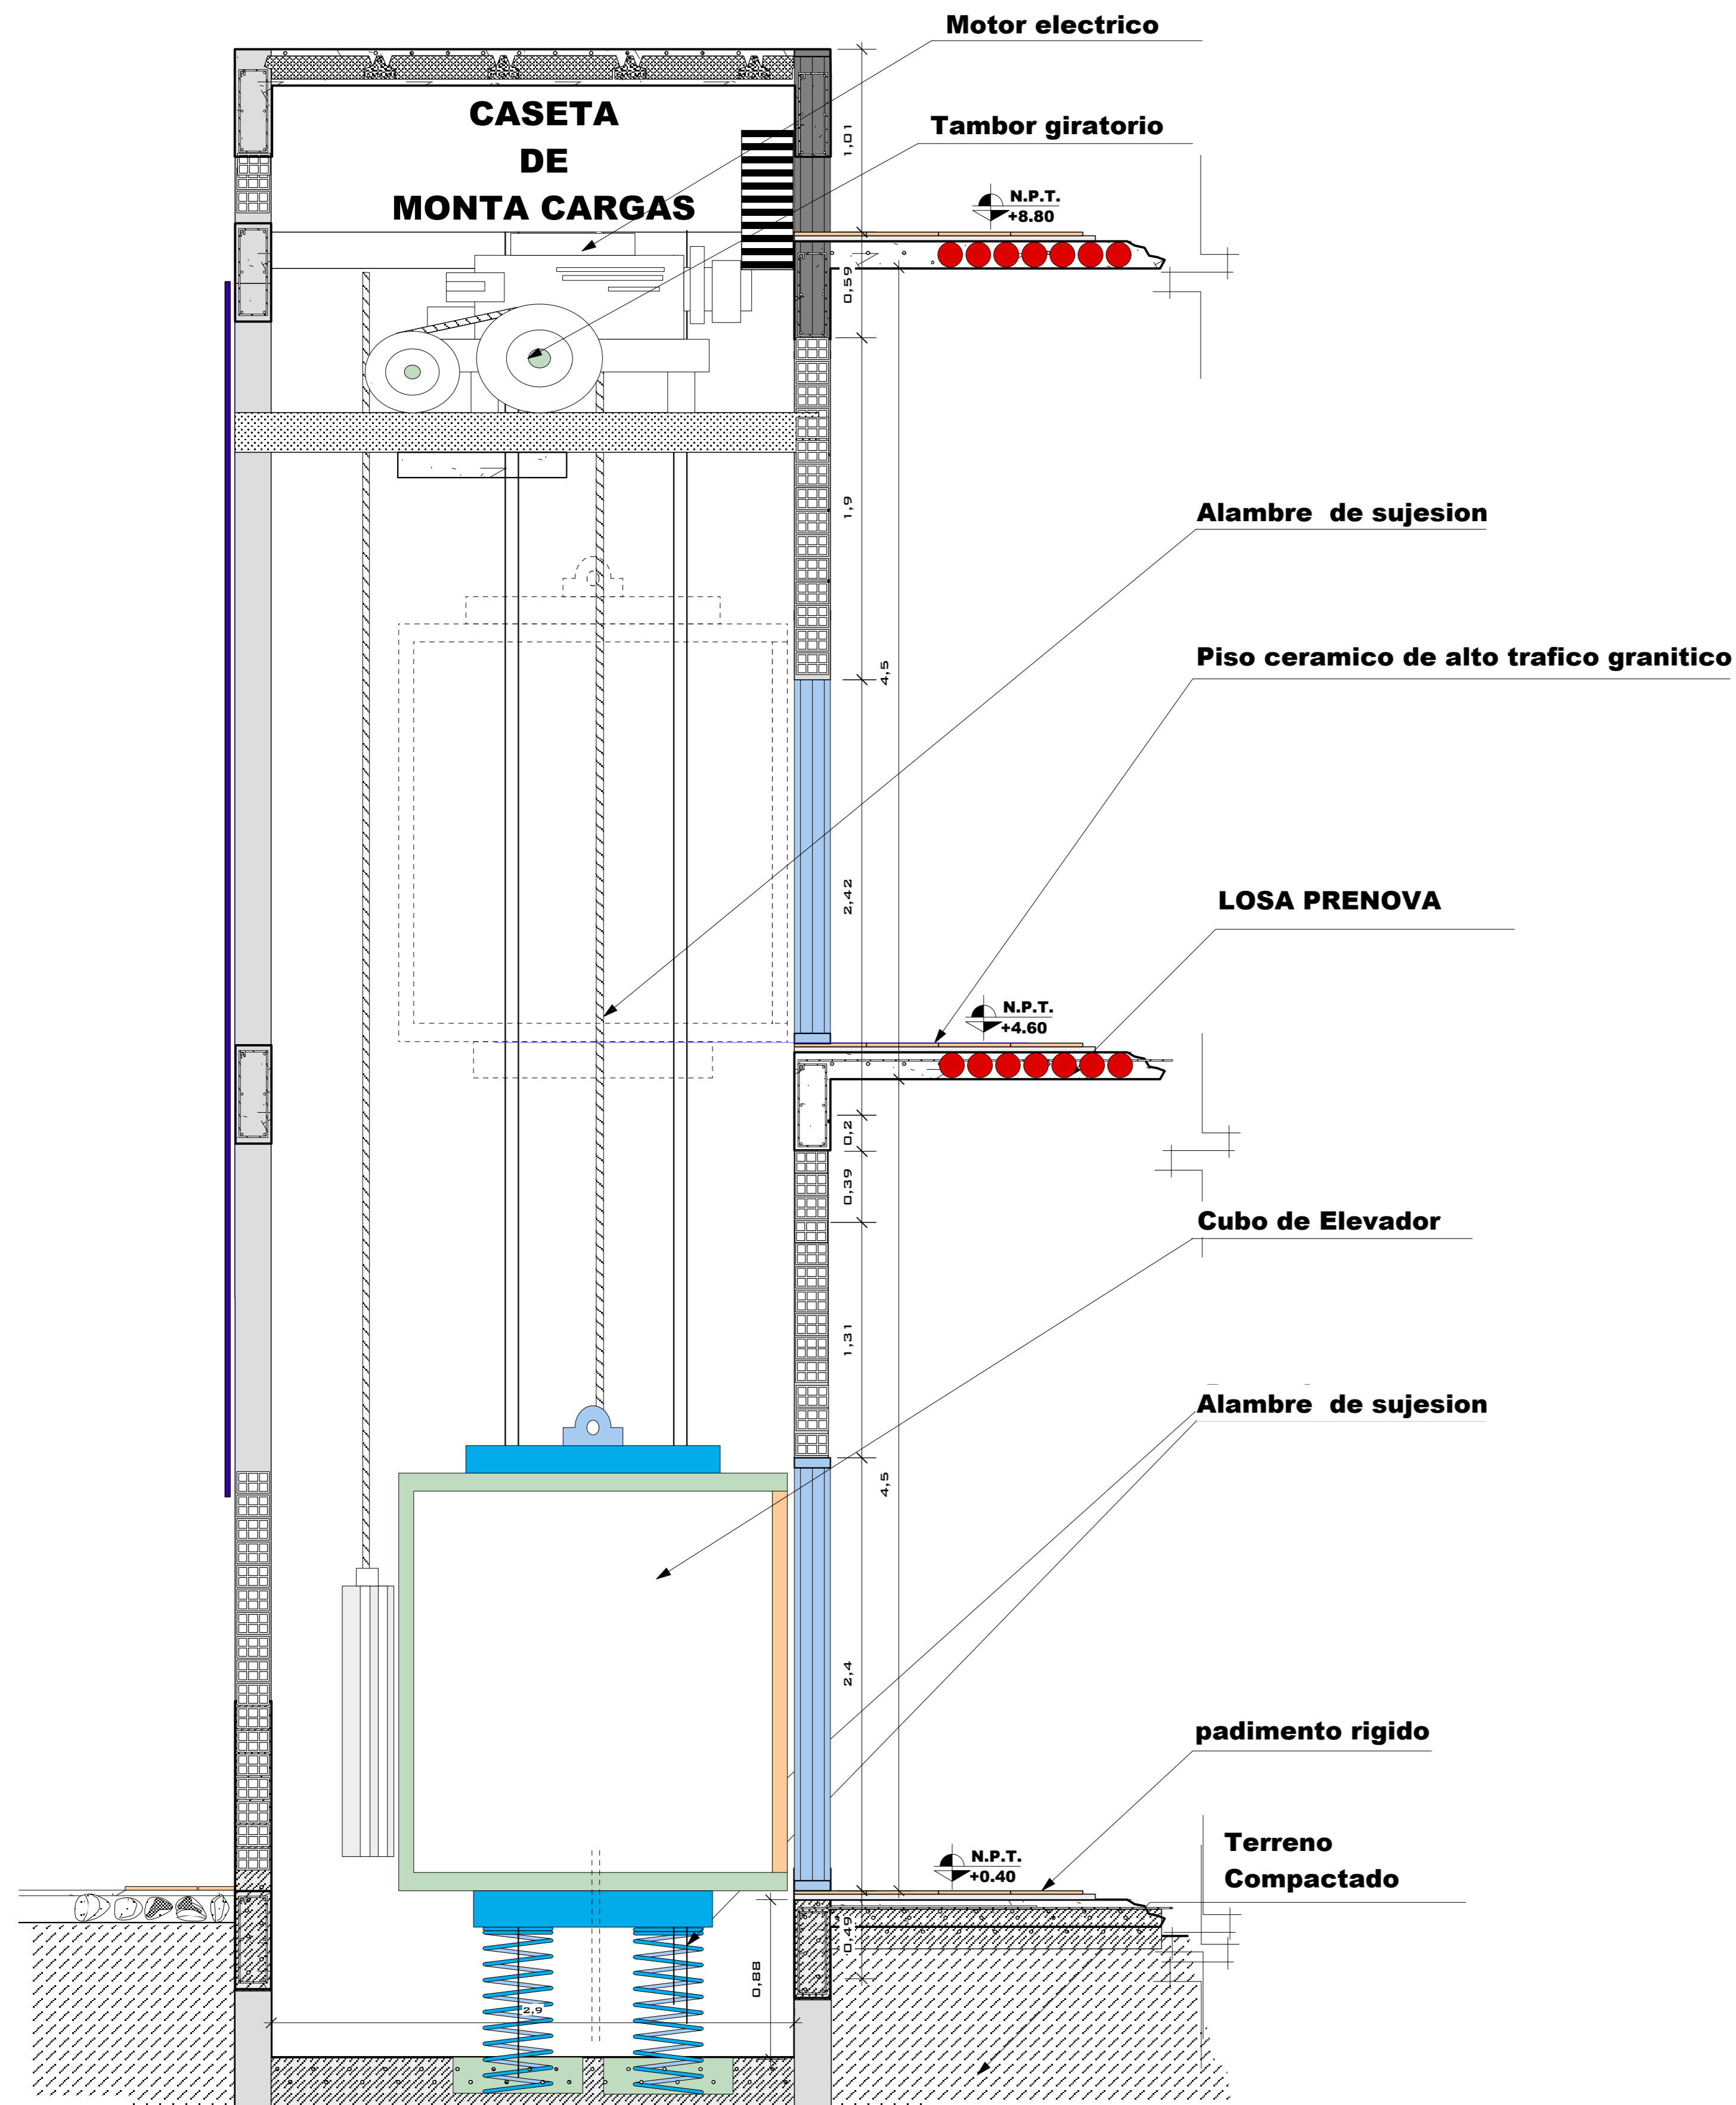 Motor electrico
CASETA
DE
MONTA CARGAS
Tambor giratorio
1,01
N.P.T.
+8.80
0,59
1,9
Alambre de sujesion
4,5
Piso ceramico de alto trafico granitico
2,42
LOSA PRENOVA
N.P.T.
+4.60
0,2
0,39
Cubo de Elevador
1,31
Alambre de sujesion
4,5
2,4
padimento rigido
N.P.T.
+0.40
Terreno
Compactado
0,49
0,88
2,9